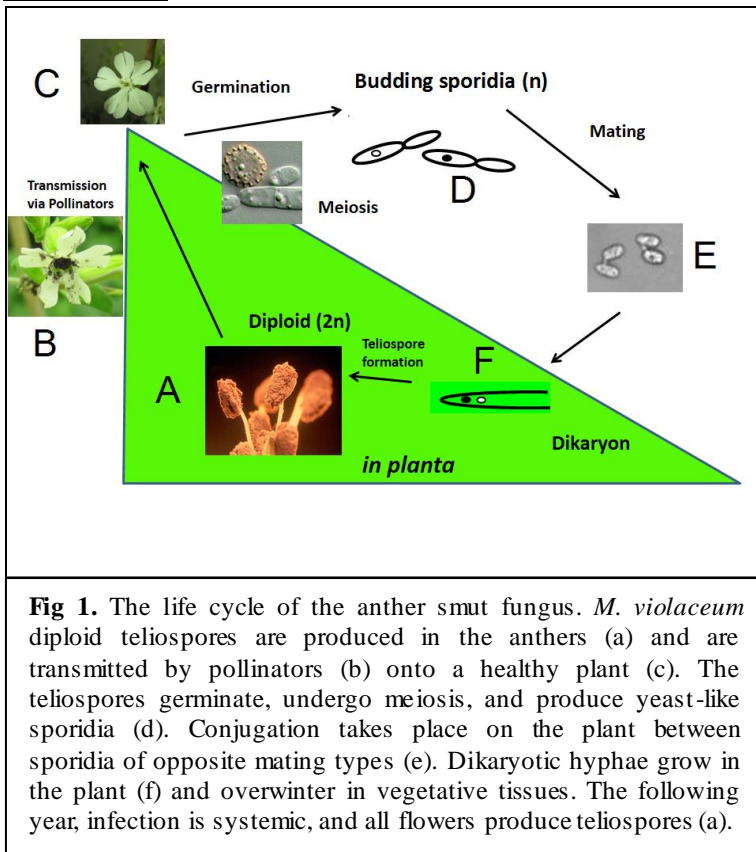 C
Germination
Budding sporidia (n)
Mating
D
Meiosis
E
Transmission
via Pollinators
B
Diploid (2n)
Teliospore
formation
F
A
Dikaryon
in planta
Fig 1. The life cycle of the anther smut fungus. M. violaceum
diploid teliospores are produced in the anthers (a) and are
transmitted by pollinators (b) onto a healthy plant (c). The
teliospores germinate, undergo meiosis, and produce yeast-like
sporidia (d). Conjugation takes place on the plant between
sporidia of opposite mating types (e). Dikaryotic hyphae grow in
the plant (f) and overwinter in vegetative tissues. The following
year, infection is systemic, and all flowers produce teliospores (a).